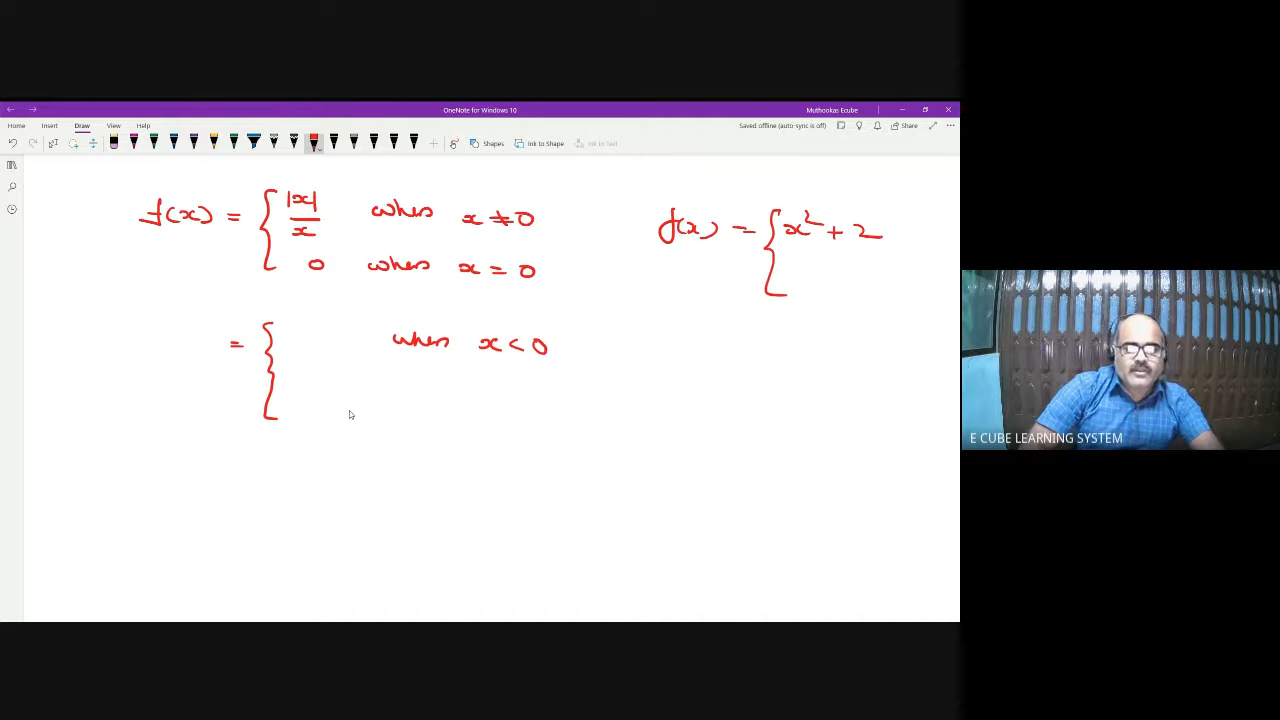 OneNote for Windows 10
Muthookas Ecube
Home Insert Draw View Help
Saved offline (auto-sync is off) Share
Shapes Ink to Shape Ink to Text
f(x) = { |x|/x when x ≠ 0
0 when x = 0
= { when x < 0
f(x) = { x² + 2
E CUBE LEARNING SYSTEM